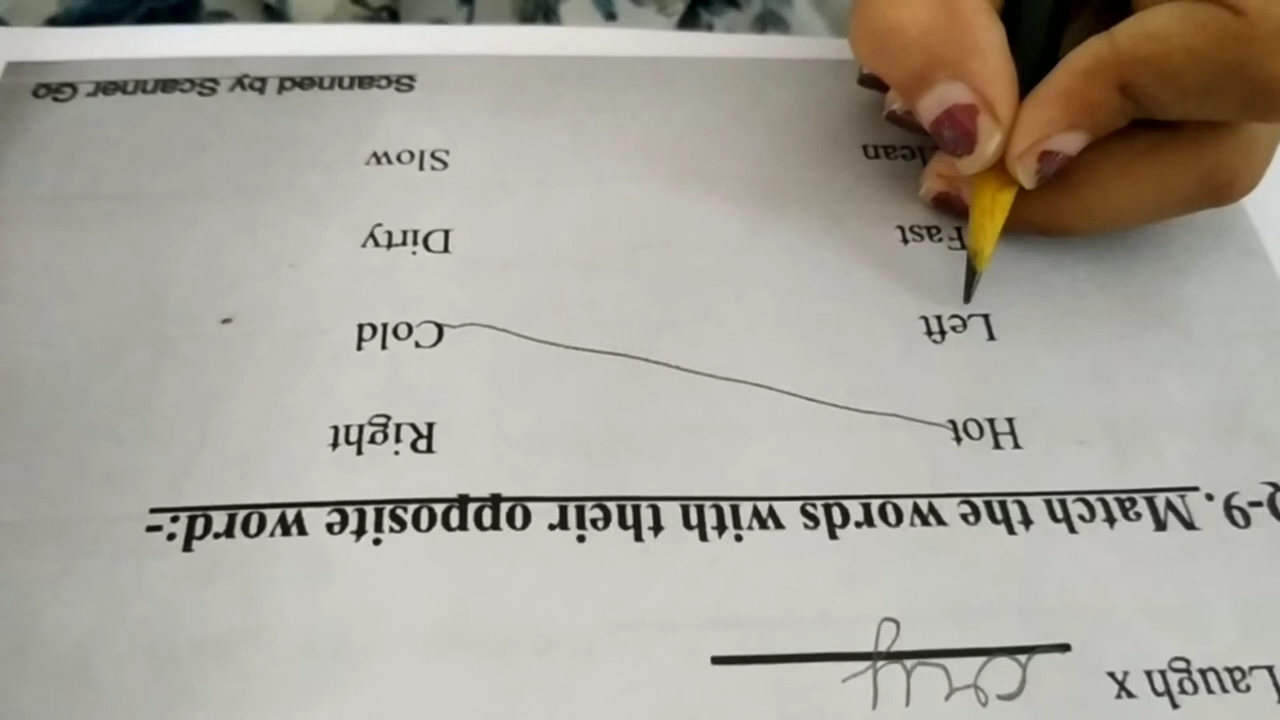 Laugh x cry
Q-9. Match the words with their opposite word:-
Hot Right
Left Cold
Fast Dirty
Slow
Scanned by Scanner Go